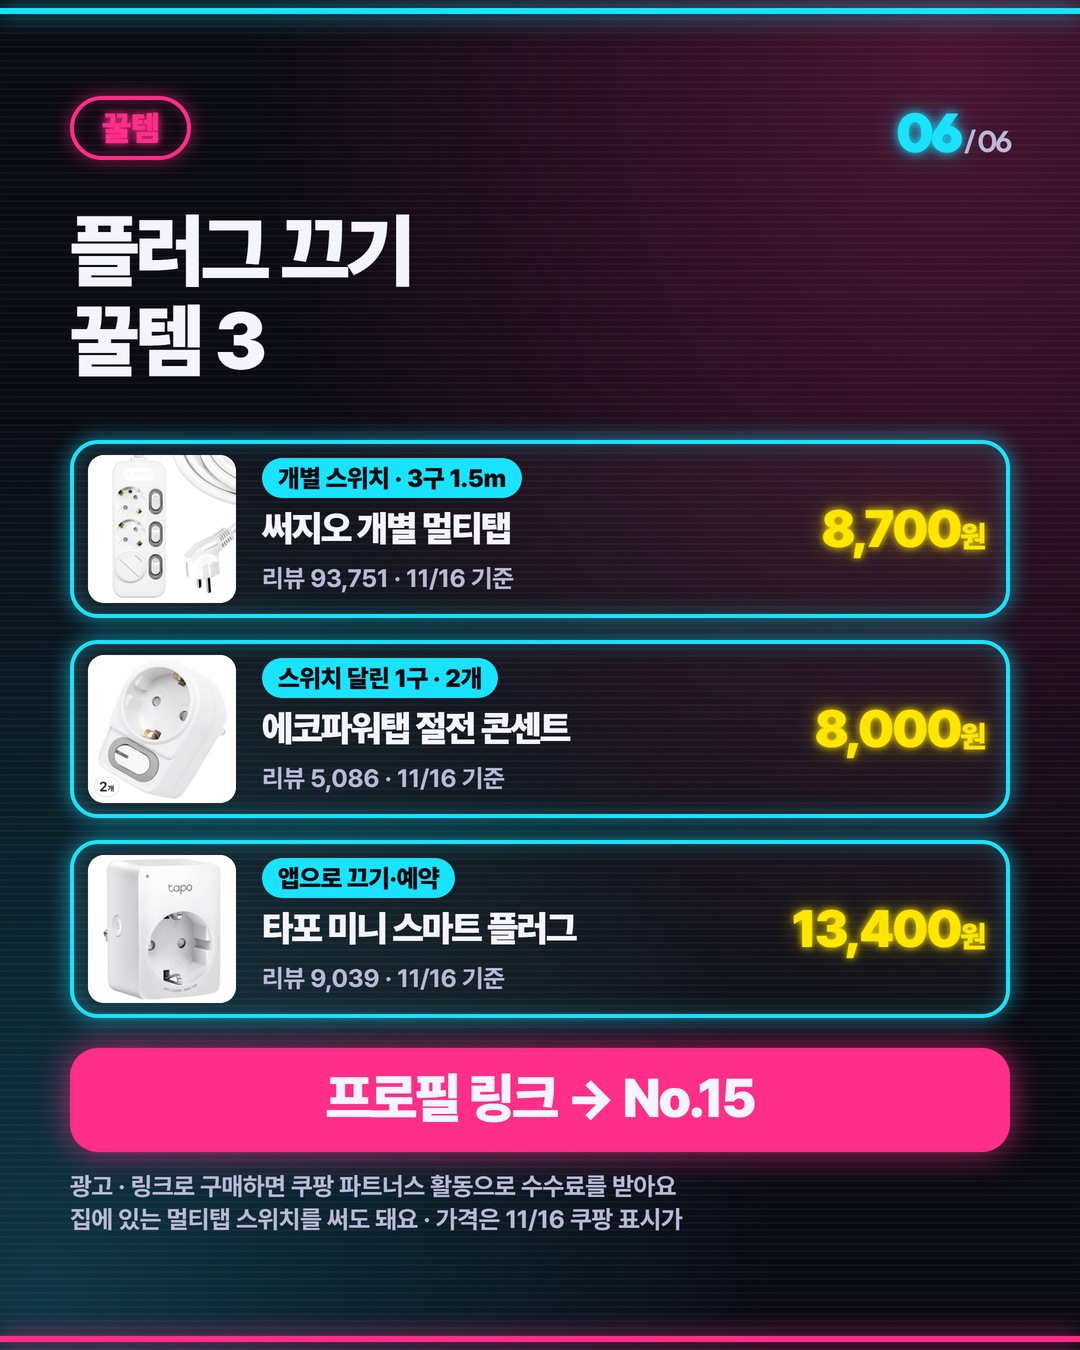 꿀템
06/06
플러그 끄기
꿀템 3
개별 스위치 · 3구 1.5m
써지오 개별 멀티탭
리뷰 93,751 · 11/16 기준
8,700원
스위치 달린 1구 · 2개
에코파워탭 절전 콘센트
리뷰 5,086 · 11/16 기준
8,000원
2개
앱으로 끄기·예약
타포 미니 스마트 플러그
리뷰 9,039 · 11/16 기준
13,400원
tapo
프로필 링크 → No.15
광고 · 링크로 구매하면 쿠팡 파트너스 활동으로 수수료를 받아요
집에 있는 멀티탭 스위치를 써도 돼요 · 가격은 11/16 쿠팡 표시가